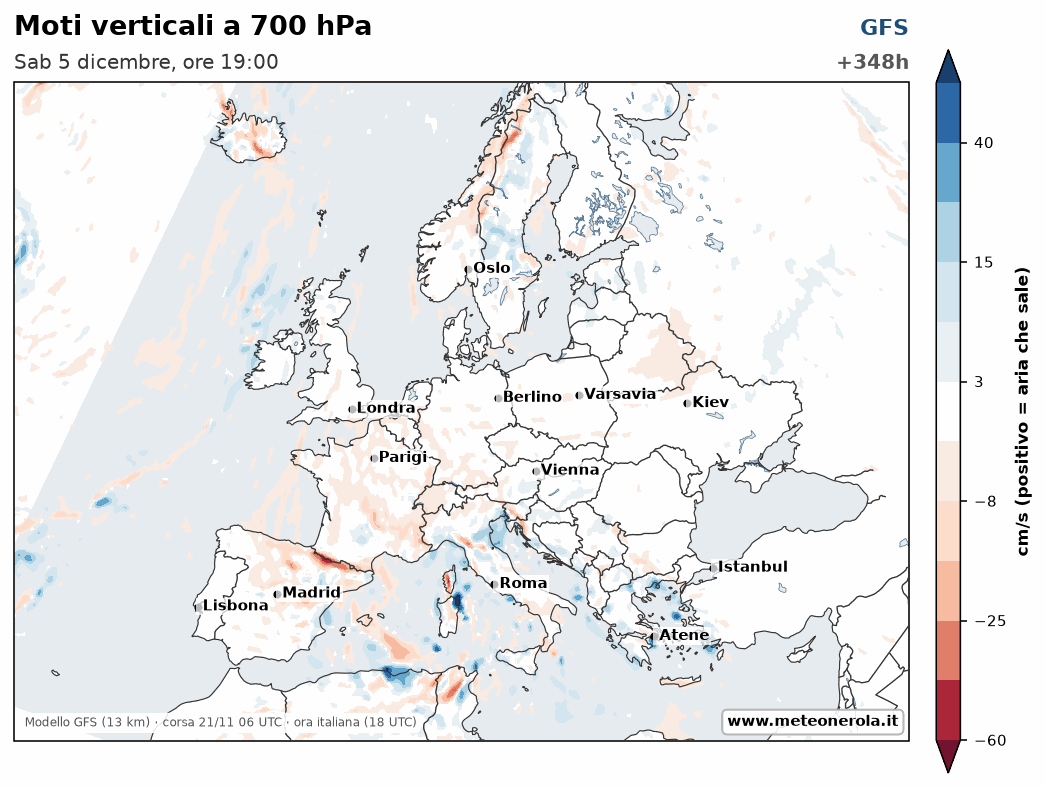 Moti verticali a 700 hPa
GFS
Sab 5 dicembre, ore 19:00
+348h
40
15
3
−8
−25
−60
cm/s (positivo = aria che sale)
Oslo
Londra
Berlino
Varsavia
Kiev
Parigi
Vienna
Istanbul
Roma
Madrid
Lisbona
Atene
Modello GFS (13 km) · corsa 21/11 06 UTC · ora italiana (18 UTC)
www.meteonerola.it